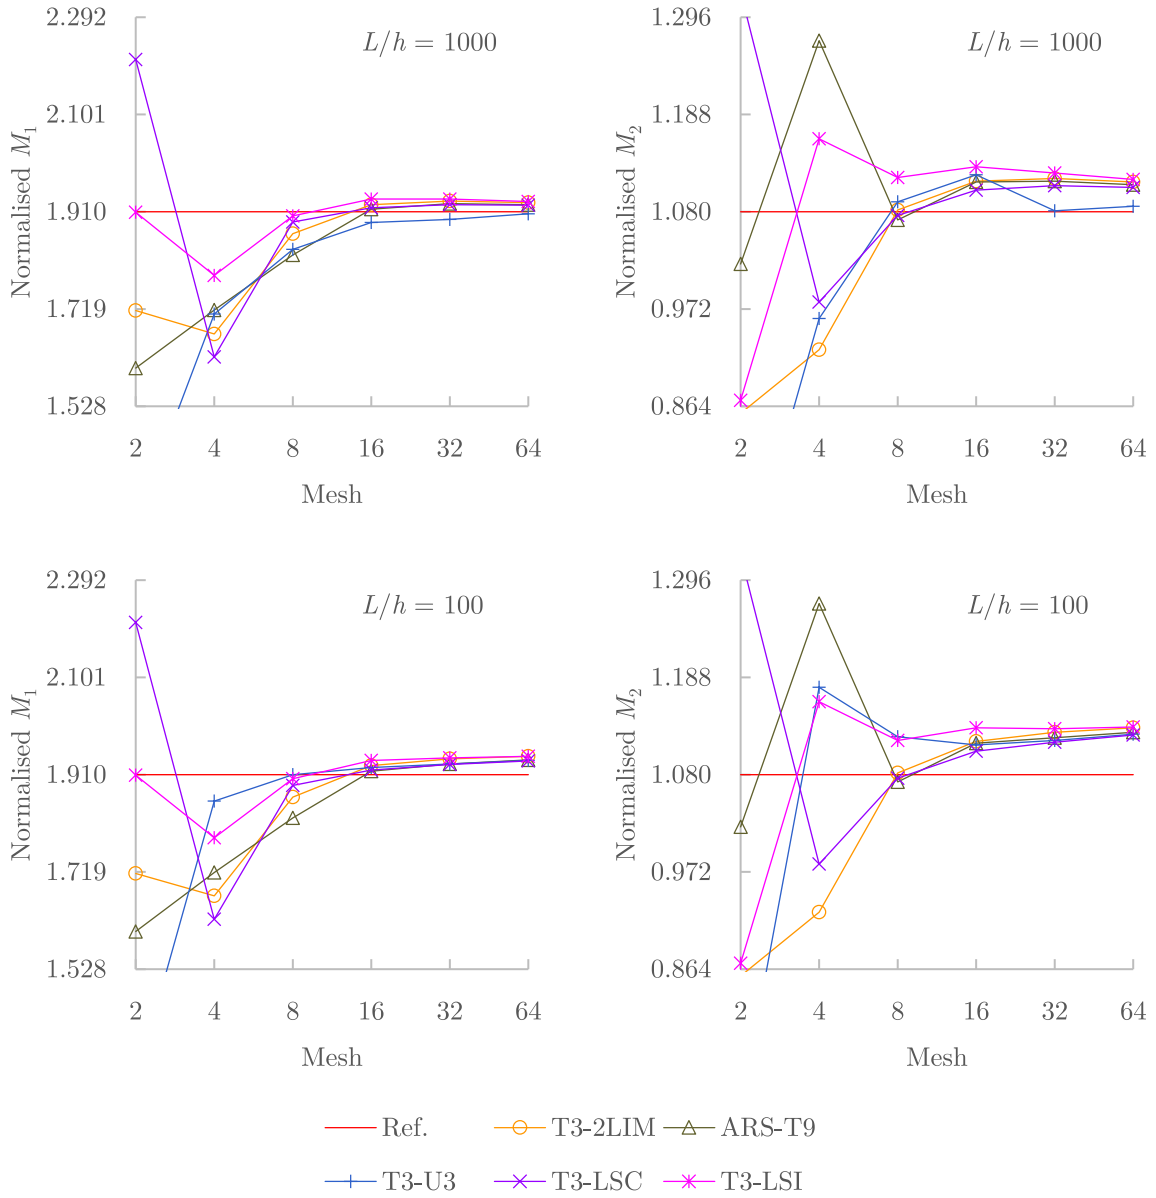 L/h = 1000
Normalised M1
2.292
2.101
1.910
1.719
1.528
2 4 8 16 32 64
Mesh
L/h = 1000
Normalised M2
1.296
1.188
1.080
0.972
0.864
2 4 8 16 32 64
Mesh
L/h = 100
Normalised M1
2.292
2.101
1.910
1.719
1.528
2 4 8 16 32 64
Mesh
L/h = 100
Normalised M2
1.296
1.188
1.080
0.972
0.864
2 4 8 16 32 64
Mesh
Ref. T3-2LIM ARS-T9
T3-U3 T3-LSC T3-LSI